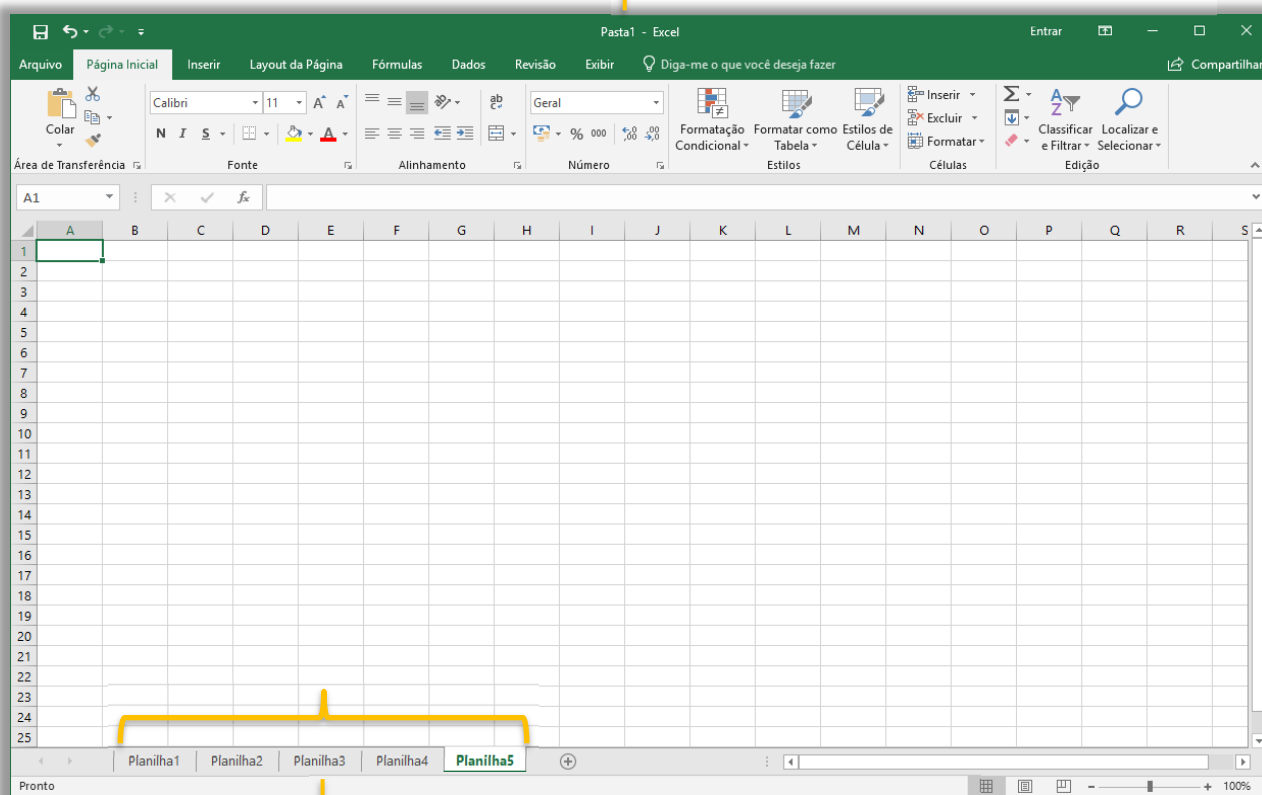 Pasta1 - Excel
Entrar
Arquivo
Página Inicial
Inserir
Layout da Página
Fórmulas
Dados
Revisão
Exibir
Diga-me o que você deseja fazer
Compartilhar
Colar
Calibri
11
A A
N I S
A
ab
c
Geral
% 000
,00 ,00
Formatação Condicional
Formatar como Tabela
Estilos de Célula
Inserir
Excluir
Formatar
Σ
A
Z
Classificar e Filtrar
Localizar e Selecionar
Área de Transferência
Fonte
Alinhamento
Número
Estilos
Células
Edição
A1
fx
A B C D E F G H I J K L M N O P Q R S
1
2
3
4
5
6
7
8
9
10
11
12
13
14
15
16
17
18
19
20
21
22
23
24
25
Planilha1 Planilha2 Planilha3 Planilha4 Planilha5
Pronto
100%